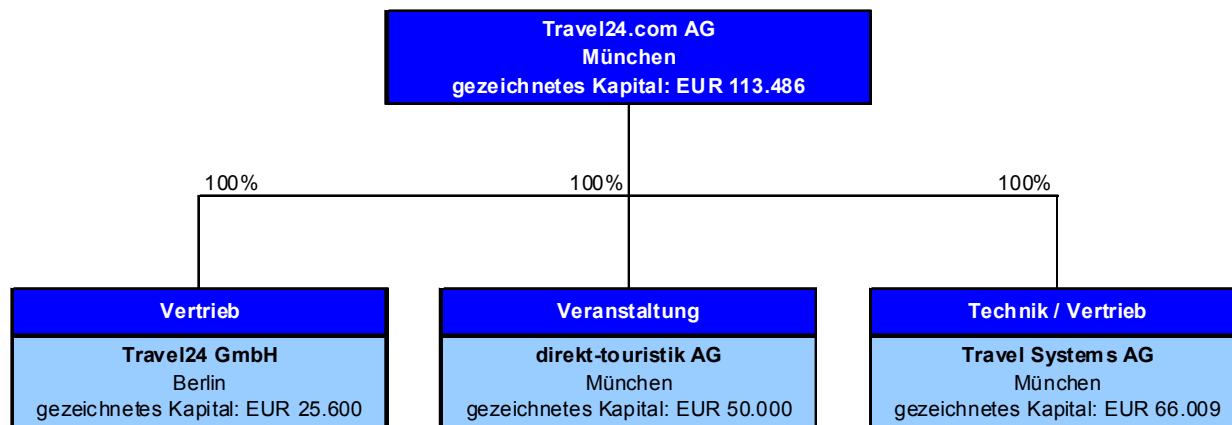 Travel24.com AG
München
gezeichnetes Kapital: EUR 113.486
100%
100%
100%
Vertrieb
Travel24 GmbH
Berlin
gezeichnetes Kapital: EUR 25.600
Veranstaltung
direkt-touristik AG
München
gezeichnetes Kapital: EUR 50.000
Technik / Vertrieb
Travel Systems AG
München
gezeichnetes Kapital: EUR 66.009